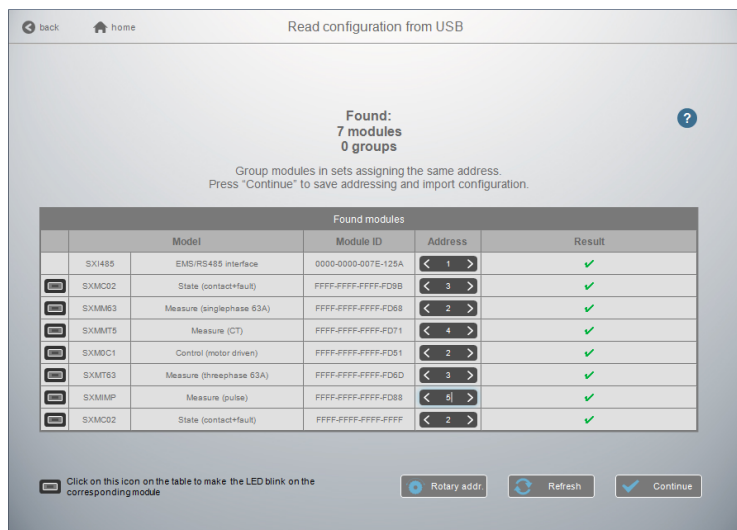 back home Read configuration from USB
Found:
7 modules
0 groups
?
Group modules in sets assigning the same address.
Press "Continue" to save addressing and import configuration.
Found modules
Model Module ID Address Result
SXI485 EMS/RS485 interface 0000-0000-007E-125A < 1 > ✔
SXMC02 State (contact+fault) FFFF-FFFF-FFFF-FD9B < 3 > ✔
SXMM63 Measure (singlephase 63A) FFFF-FFFF-FFFF-FD68 < 2 > ✔
SXMMT5 Measure (CT) FFFF-FFFF-FFFF-FD71 < 4 > ✔
SXM0C1 Control (motor driven) FFFF-FFFF-FFFF-FD51 < 2 > ✔
SXMT63 Measure (threephase 63A) FFFF-FFFF-FFFF-FD6D < 3 > ✔
SXMIMP Measure (pulse) FFFF-FFFF-FFFF-FD88 < 5 > ✔
SXMC02 State (contact+fault) FFFF-FFFF-FFFF-FFFF < 2 > ✔
Click on this icon on the table to make the LED blink on the
corresponding module
Rotary addr. Refresh Continue